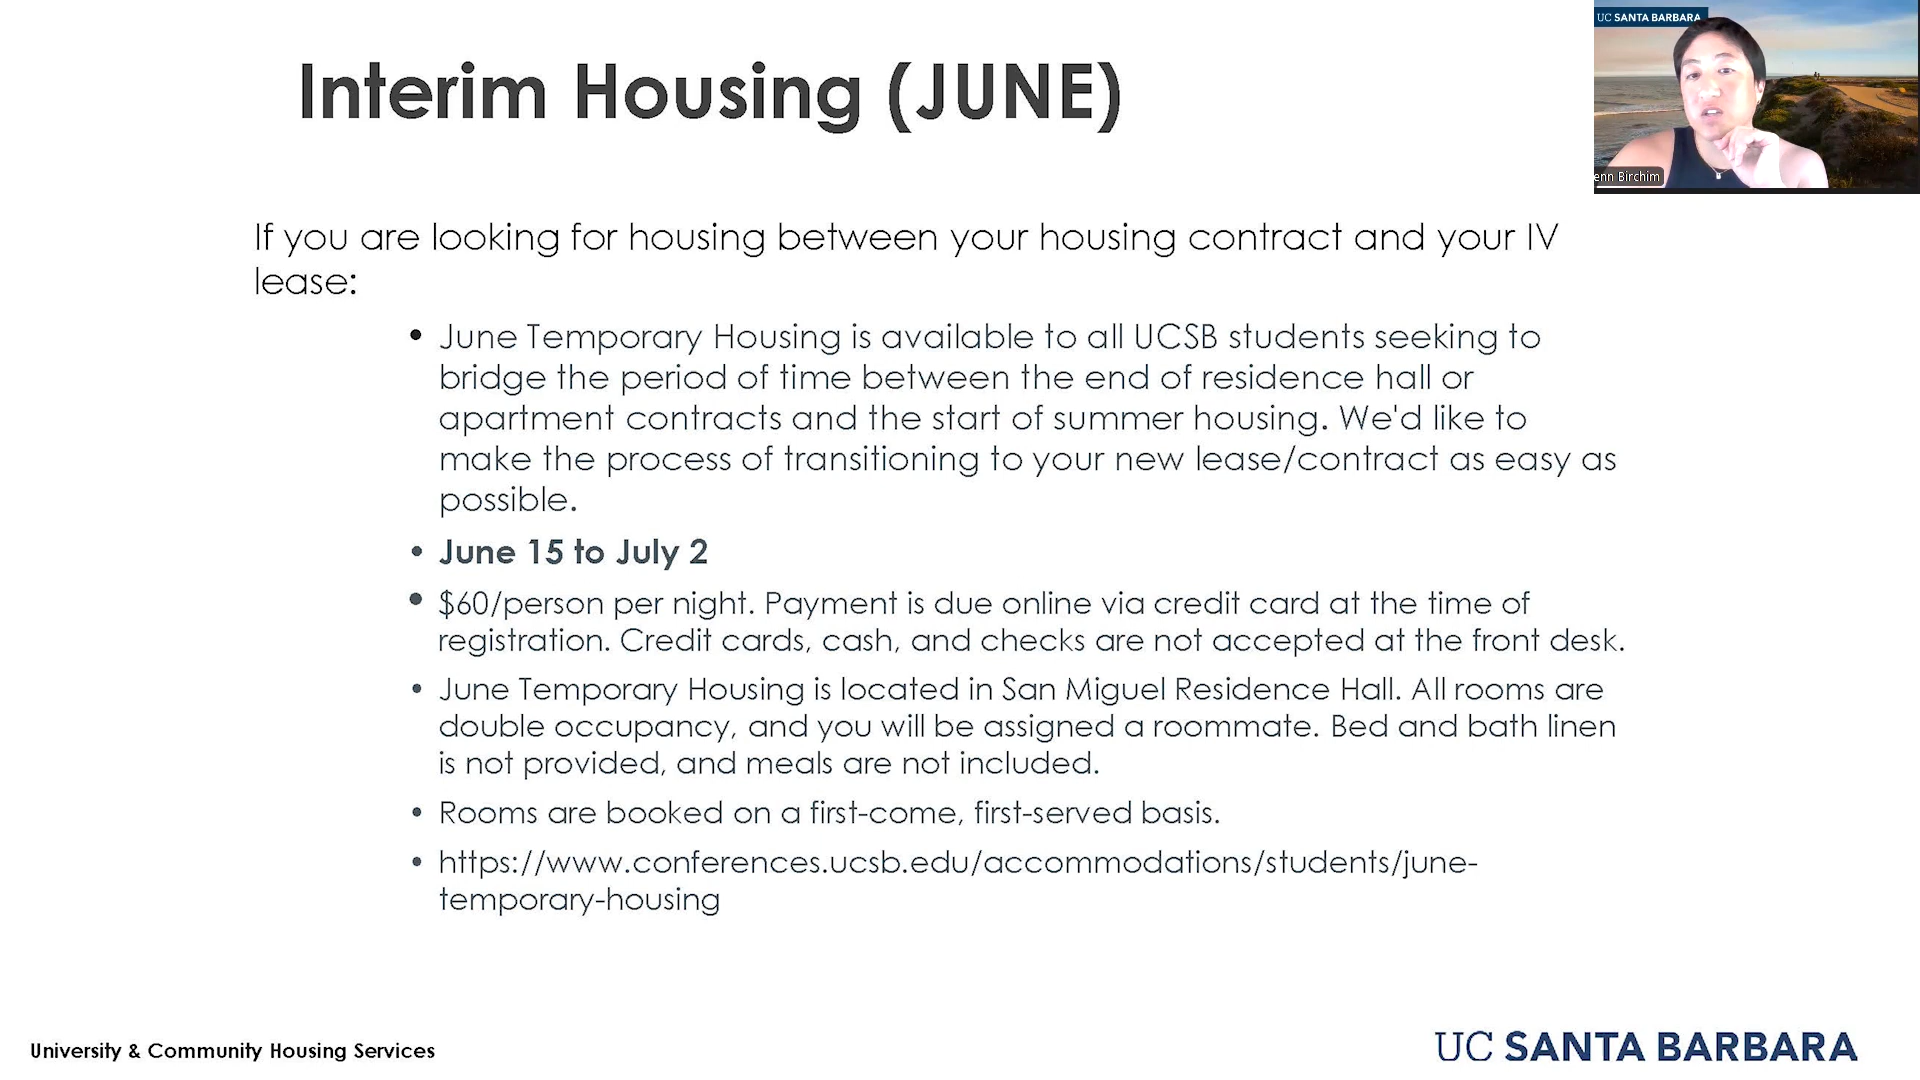 Interim Housing (JUNE)
UC SANTA BARBARA
enn Birchim
If you are looking for housing between your housing contract and your IV
lease:
• June Temporary Housing is available to all UCSB students seeking to
bridge the period of time between the end of residence hall or
apartment contracts and the start of summer housing. We'd like to
make the process of transitioning to your new lease/contract as easy as
possible.
• June 15 to July 2
• $60/person per night. Payment is due online via credit card at the time of
registration. Credit cards, cash, and checks are not accepted at the front desk.
• June Temporary Housing is located in San Miguel Residence Hall. All rooms are
double occupancy, and you will be assigned a roommate. Bed and bath linen
is not provided, and meals are not included.
• Rooms are booked on a first-come, first-served basis.
• https://www.conferences.ucsb.edu/accommodations/students/june-
temporary-housing
University & Community Housing Services
UC SANTA BARBARA